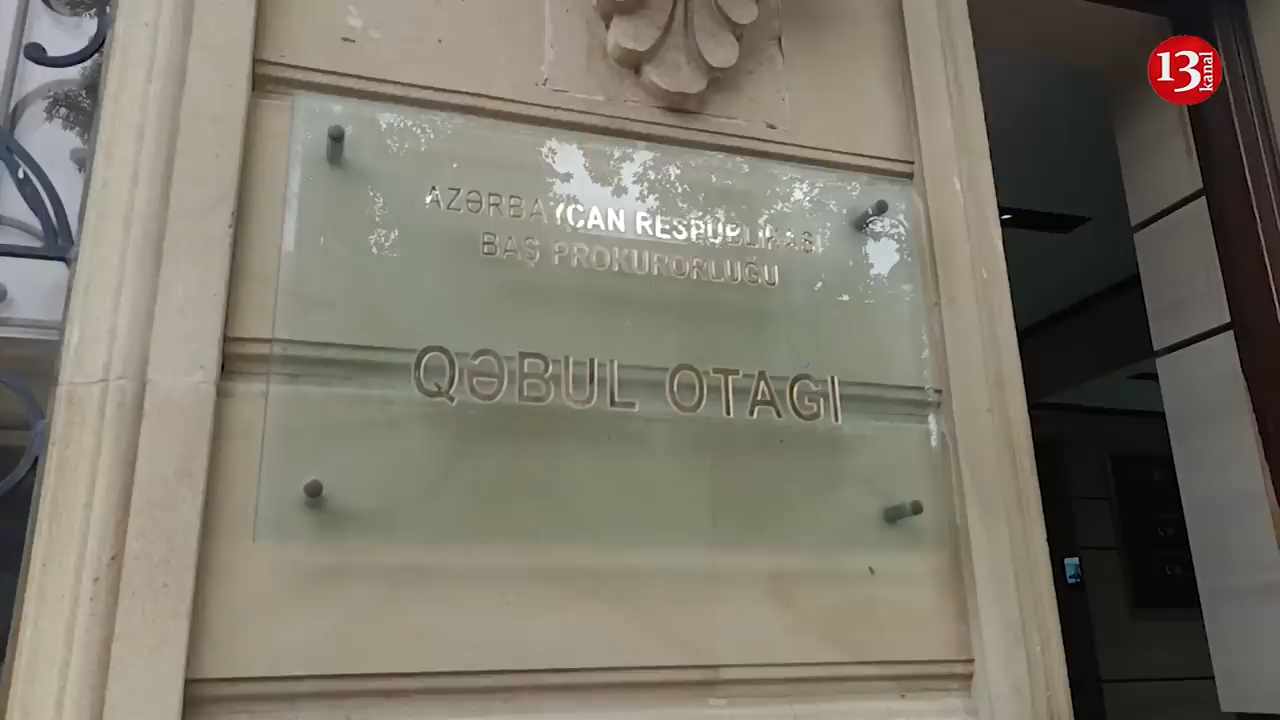 AZƏRBAYCAN RESPUBLİKASI
BAŞ PROKURORLUĞU
QƏBUL OTAGI
13
kanal